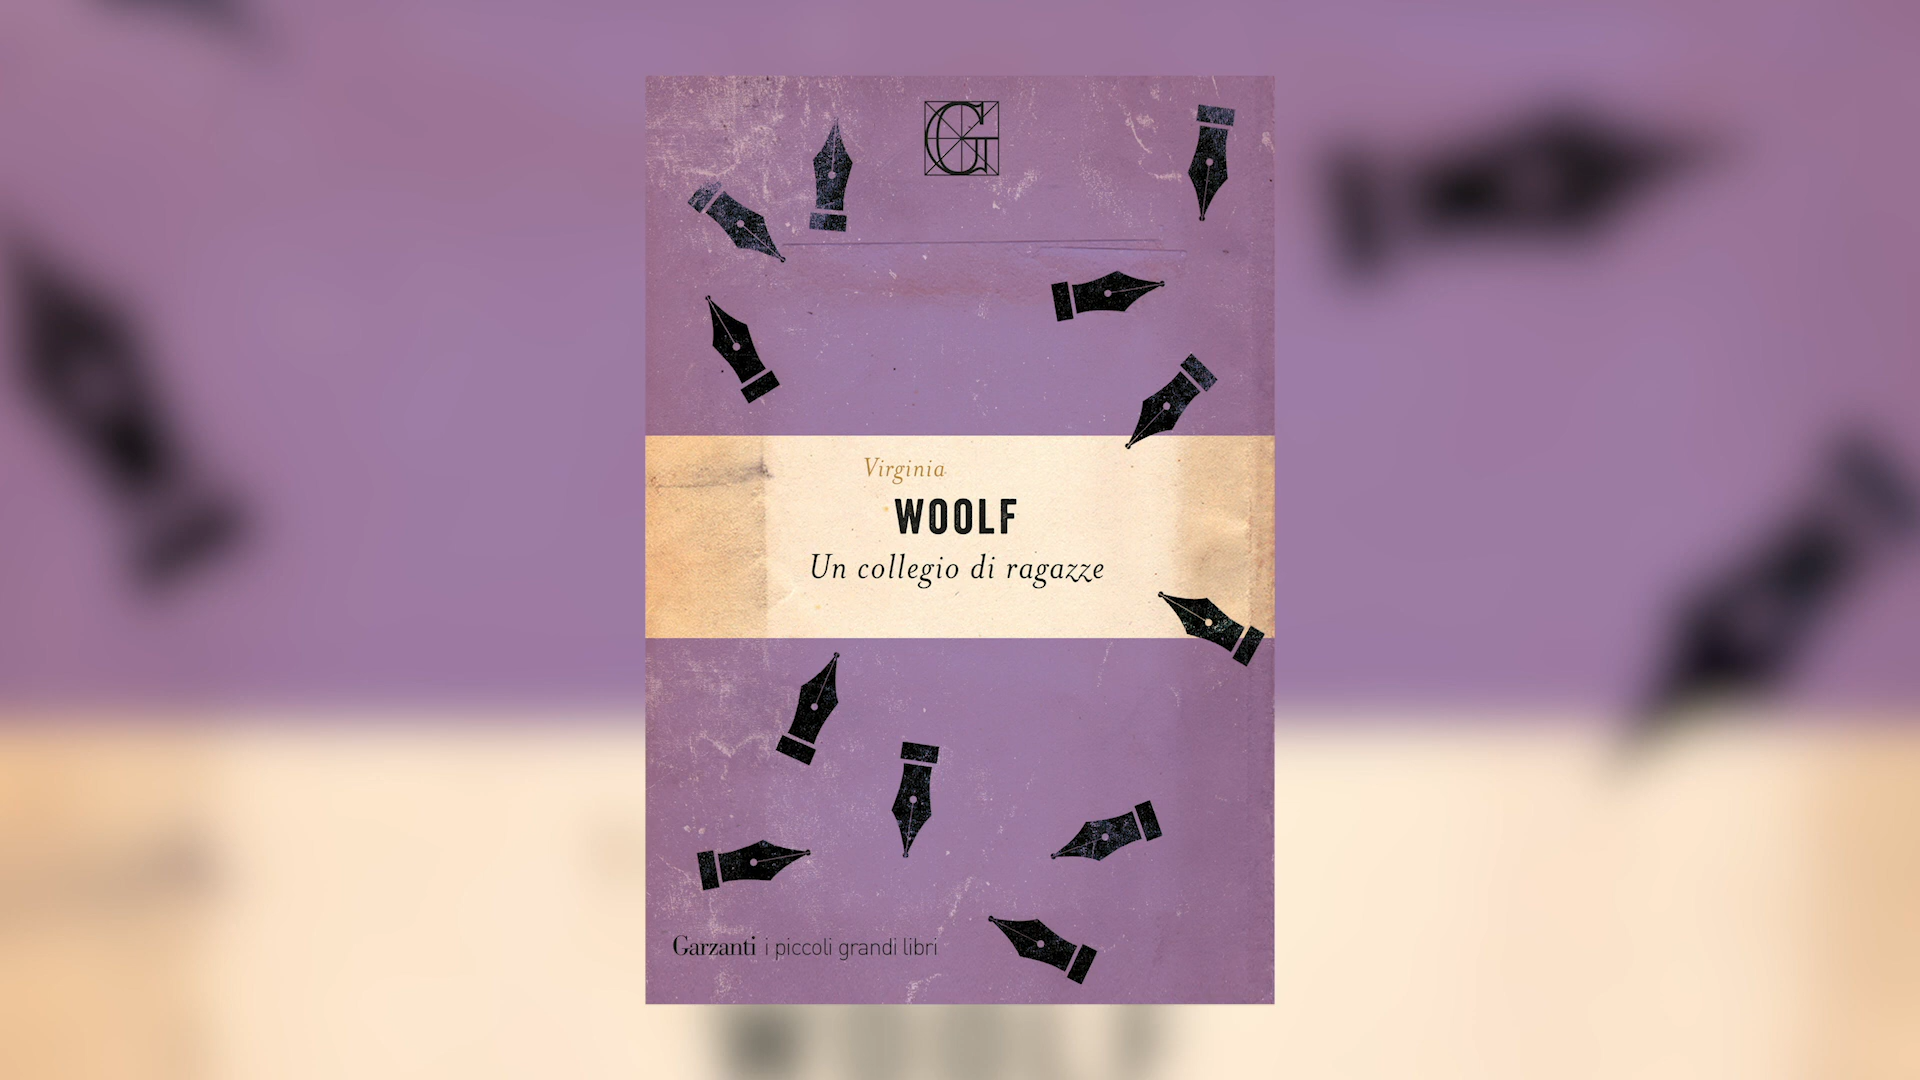 G
Virginia
WOOLF
Un collegio di ragazze
Garzanti i piccoli grandi libri